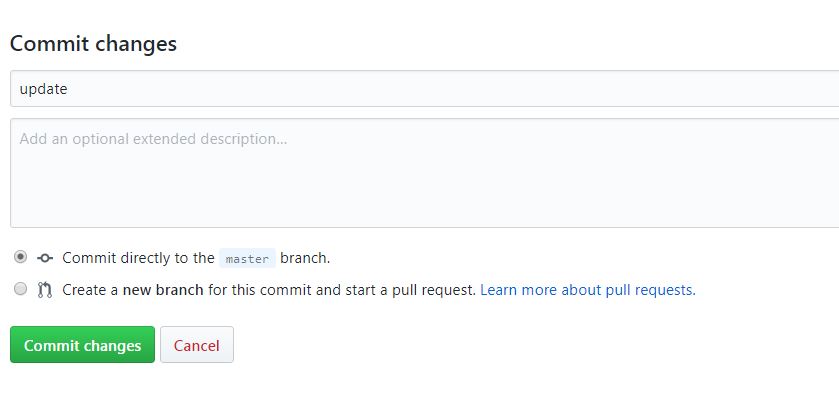 Commit changes
update
Add an optional extended description...
Commit directly to the master branch.
Create a new branch for this commit and start a pull request. Learn more about pull requests.
Commit changes Cancel